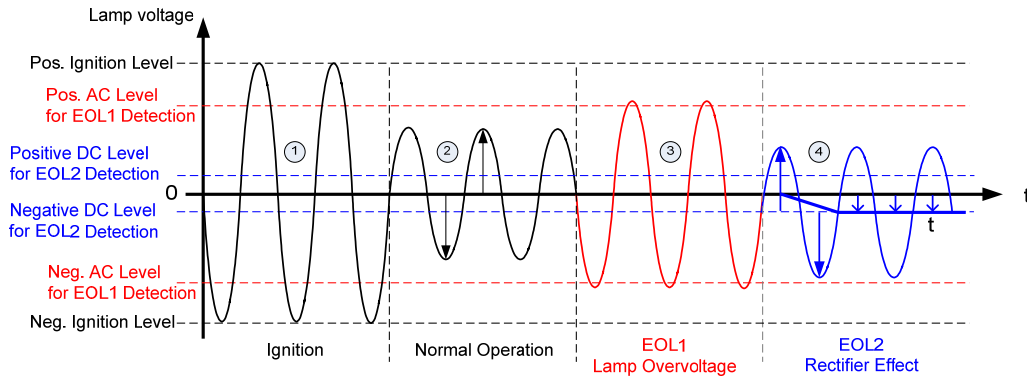 Lamp voltage
Pos. Ignition Level
Pos. AC Level
for EOL1 Detection
Positive DC Level
for EOL2 Detection
0
Negative DC Level
for EOL2 Detection
Neg. AC Level
for EOL1 Detection
Neg. Ignition Level
1
2
3
4
t
t
Ignition
Normal Operation
EOL1
Lamp Overvoltage
EOL2
Rectifier Effect